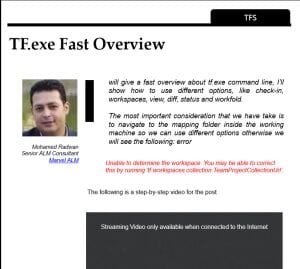 TFS
TF.exe Fast Overview
I will give a fast overview about tf.exe command line, I'll
show how to use different options, like check-in,
workspaces, view, diff, status and workfold.
The most important consideration that we have take is
to navigate to the mapping folder inside the working
machine so we can use different options otherwise we
will see the following: error
Mohamed Radwan
Senior ALM Consultant
Marvel ALM
Unable to determine the workspace. You may be able to correct
this by running 'tf workspaces collection:TeamProjectCollectionUrl'.
The following is a step-by-step video for the post
Streaming Video only available when connected to the Internet